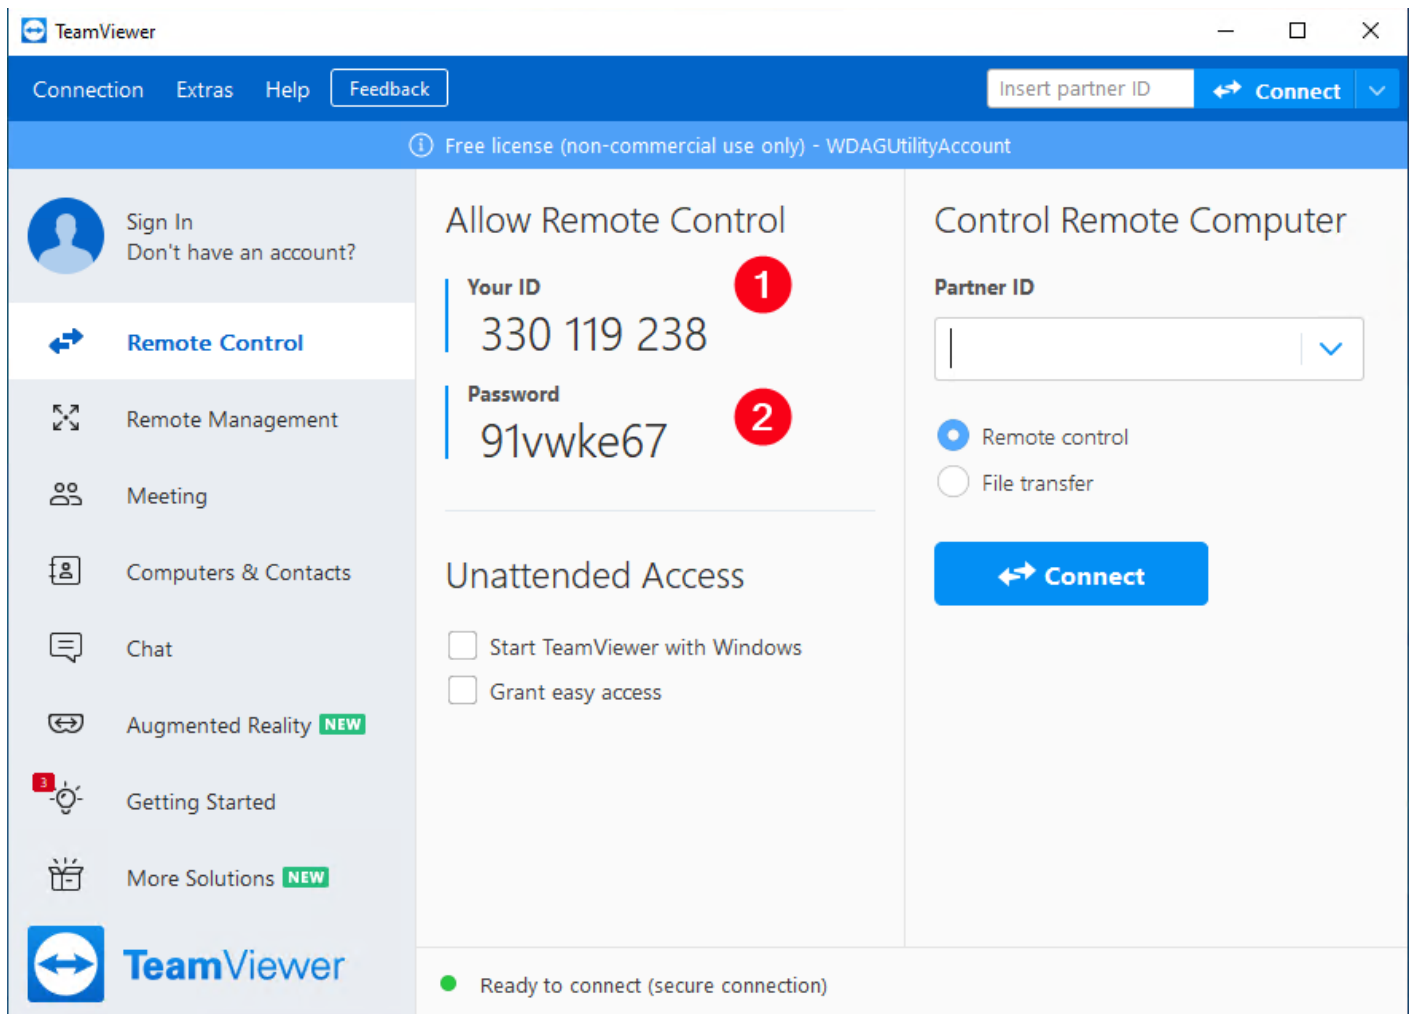 TeamViewer
Connection Extras Help Feedback Insert partner ID Connect
Free license (non-commercial use only) - WDAGUtilityAccount
Sign In
Don't have an account?
Remote Control
Remote Management
Meeting
Computers & Contacts
Chat
Augmented Reality NEW
3
Getting Started
More Solutions NEW
TeamViewer
Allow Remote Control
Your ID
1
330 119 238
Password
2
91vwke67
Unattended Access
Start TeamViewer with Windows
Grant easy access
Control Remote Computer
Partner ID
Remote control
File transfer
Connect
Ready to connect (secure connection)